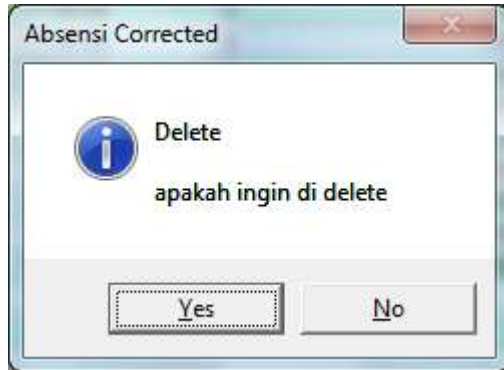 Absensi Corrected
Delete
apakah ingin di delete
Yes
No